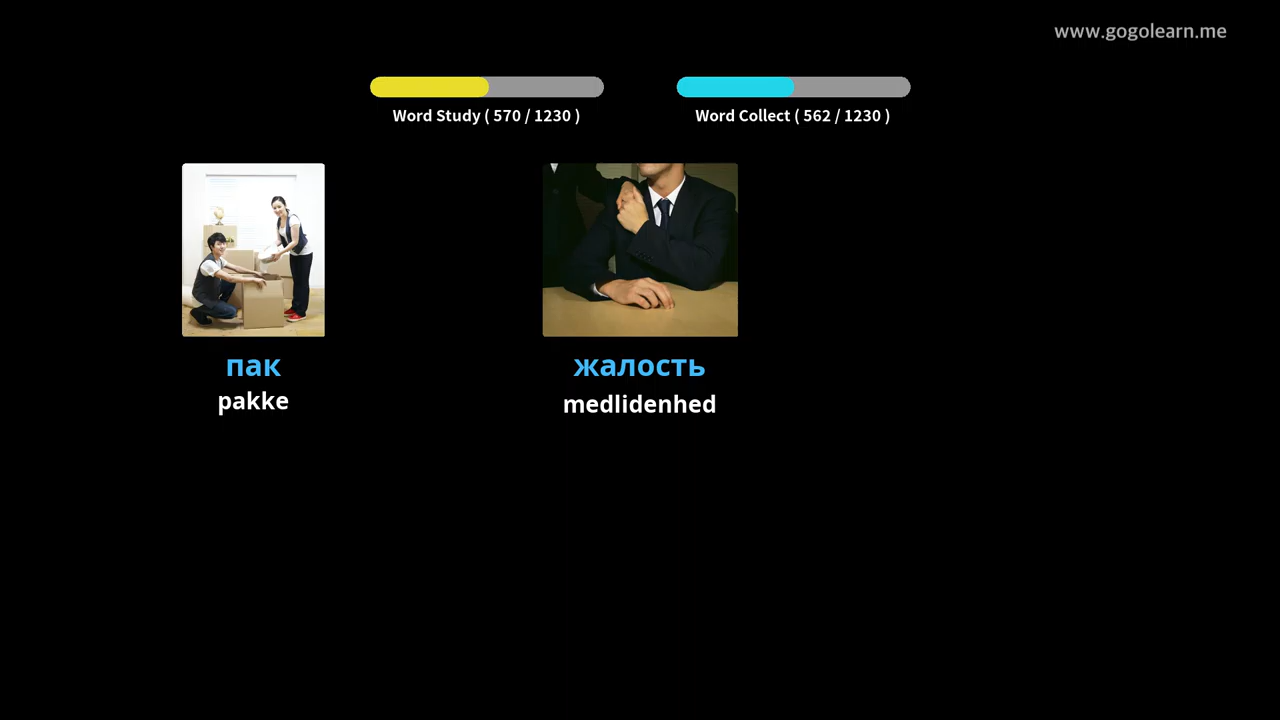 www.gogolearn.me
Word Study ( 570 / 1230 )
Word Collect ( 562 / 1230 )
пак
pakke
жалость
medlidenhed